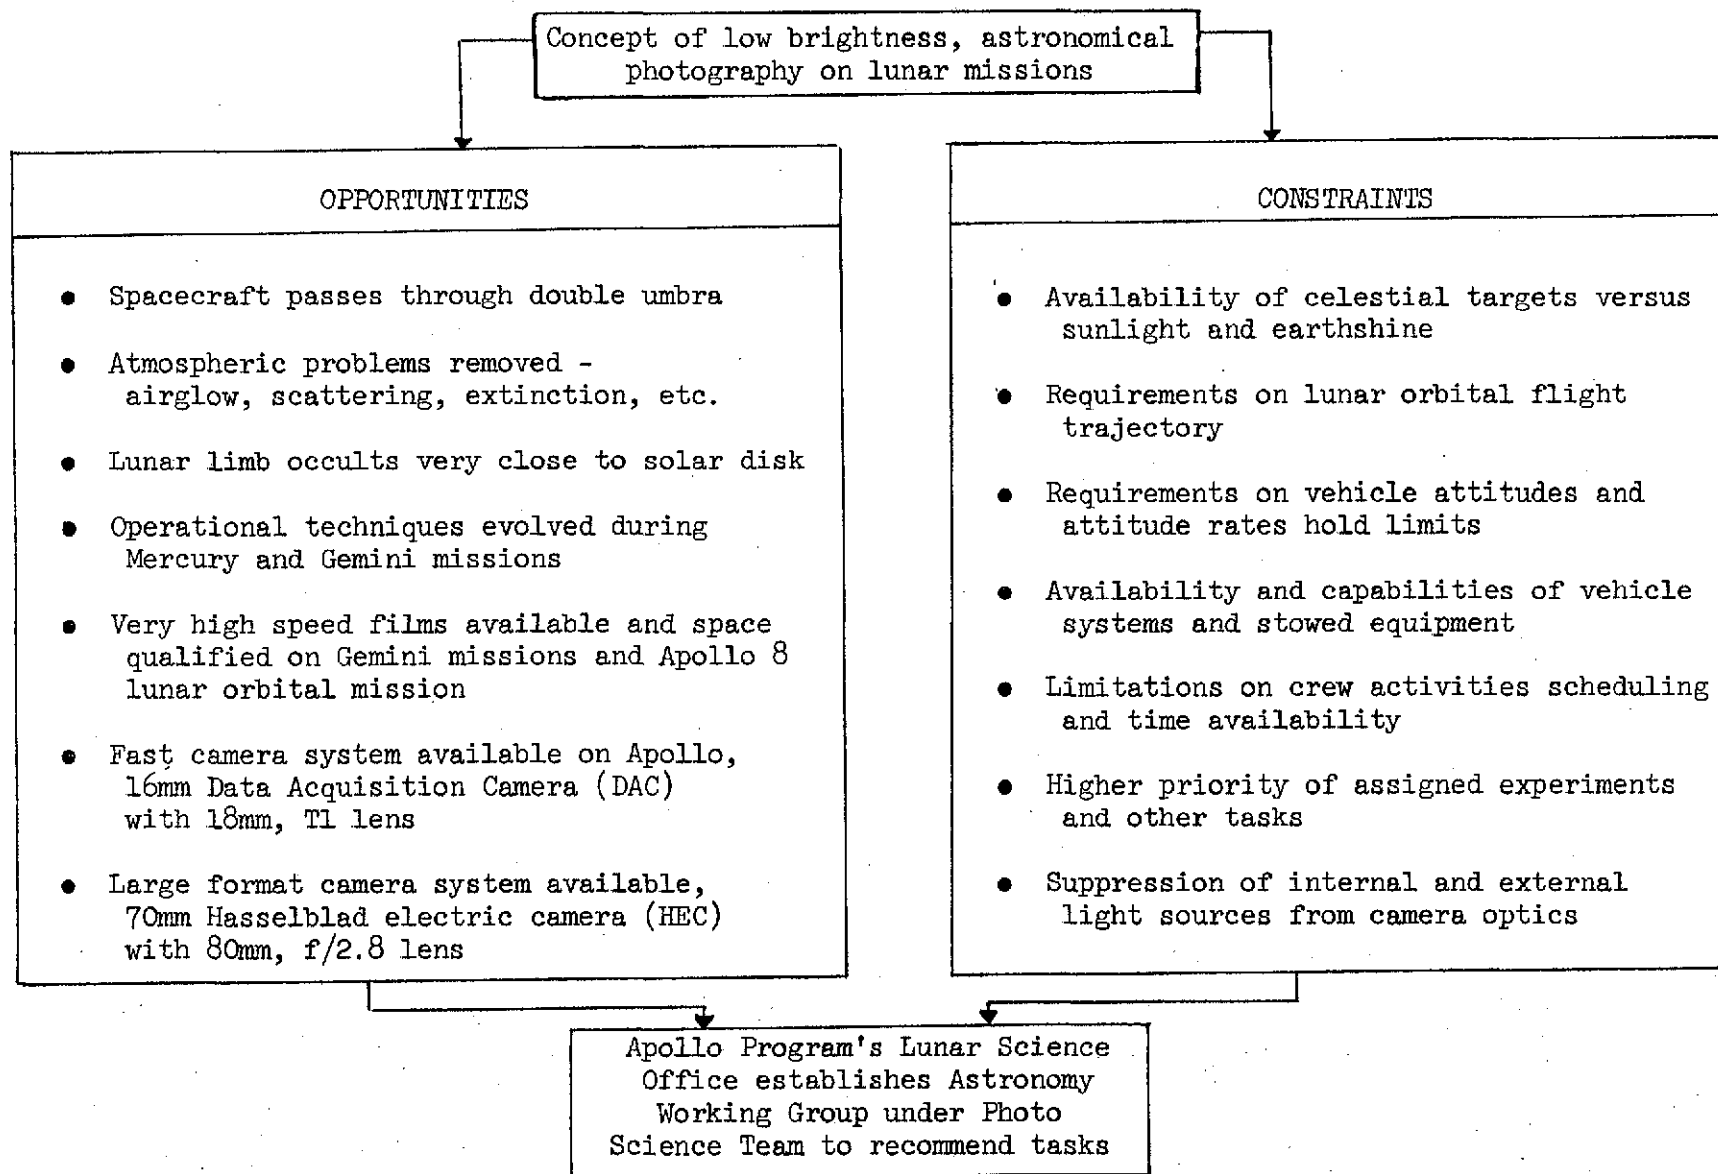 Concept of low brightness, astronomical
photography on lunar missions
OPPORTUNITIES
● Spacecraft passes through double umbra
● Atmospheric problems removed -
airglow, scattering, extinction, etc.
● Lunar limb occults very close to solar disk
● Operational techniques evolved during
Mercury and Gemini missions
● Very high speed films available and space
qualified on Gemini missions and Apollo 8
lunar orbital mission
● Fast camera system available on Apollo,
16mm Data Acquisition Camera (DAC)
with 18mm, T1 lens
● Large format camera system available,
70mm Hasselblad electric camera (HEC)
with 80mm, f/2.8 lens
CONSTRAINTS
● Availability of celestial targets versus
sunlight and earthshine
● Requirements on lunar orbital flight
trajectory
● Requirements on vehicle attitudes and
attitude rates hold limits
● Availability and capabilities of vehicle
systems and stowed equipment
● Limitations on crew activities scheduling
and time availability
● Higher priority of assigned experiments
and other tasks
● Suppression of internal and external
light sources from camera optics
Apollo Program's Lunar Science
Office establishes Astronomy
Working Group under Photo
Science Team to recommend tasks